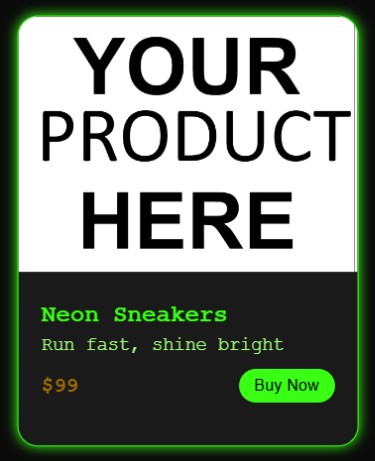 YOUR
PRODUCT
HERE
Neon Sneakers
Run fast, shine bright
$99
Buy Now